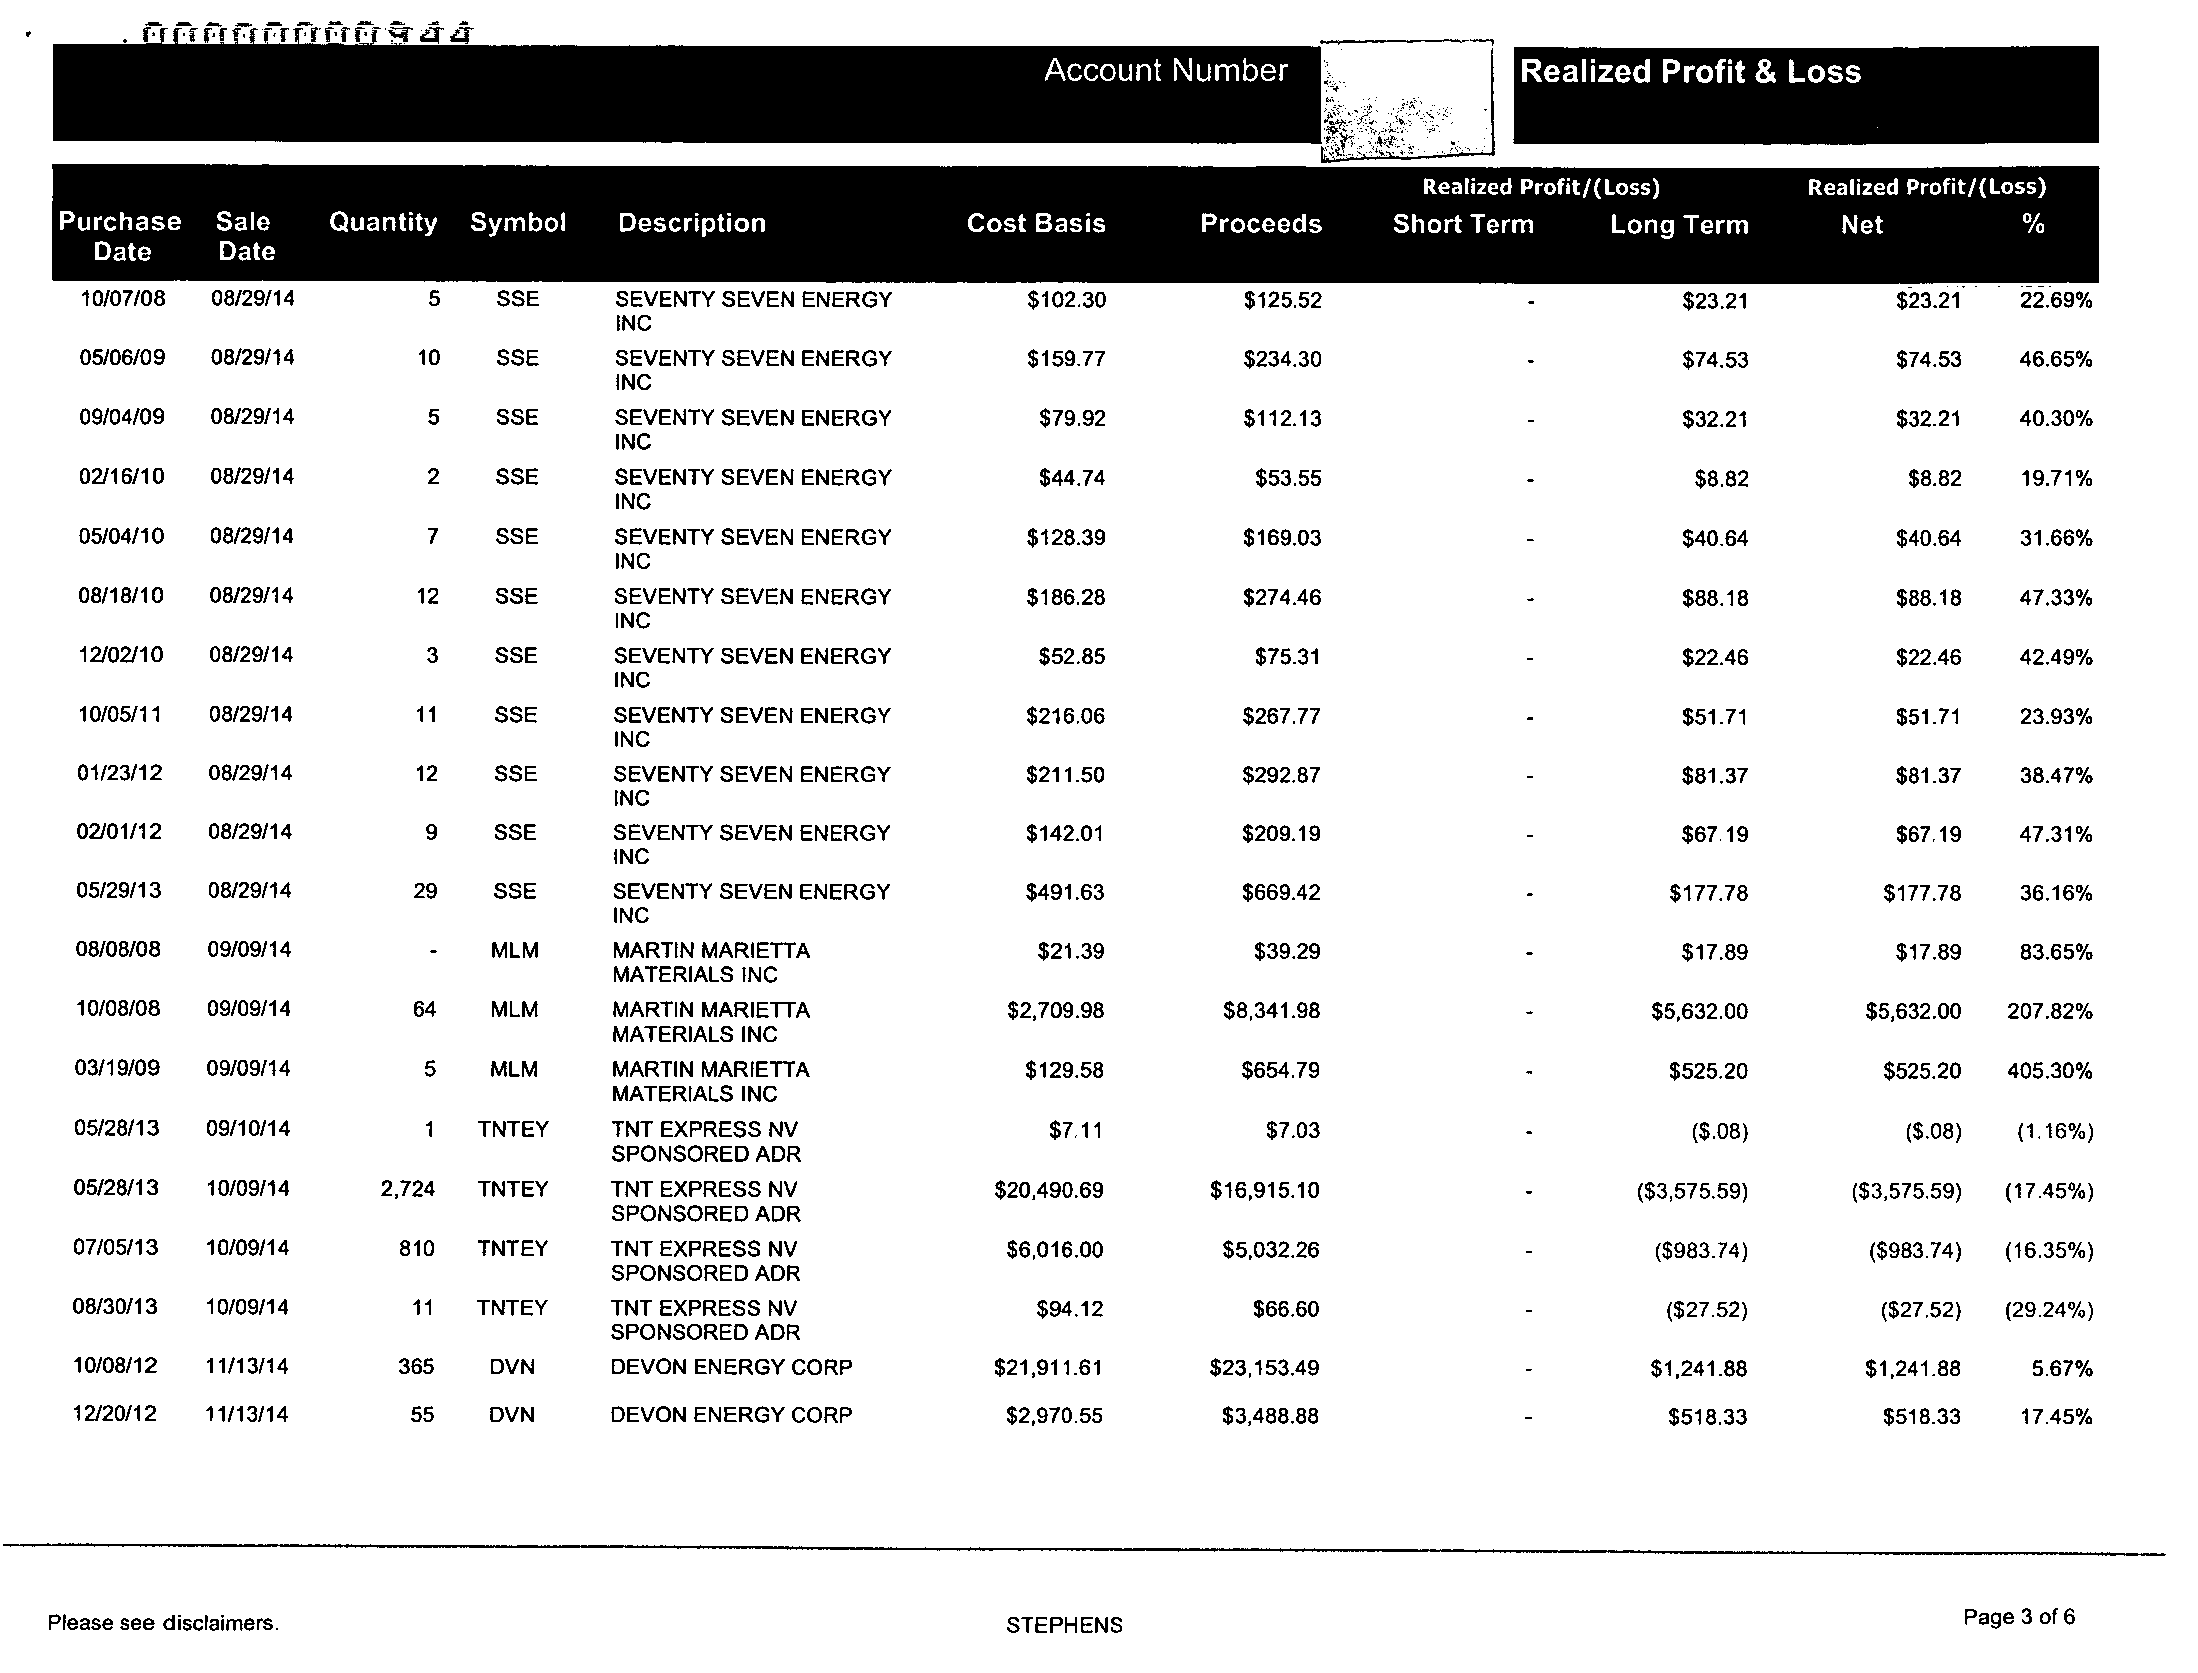 Account Number Realized Profit & Loss
Realized Profit/(Loss) Realized Profit/(Loss)
Purchase Date Sale Date Quantity Symbol Description Cost Basis Proceeds Short Term Long Term Net %
10/07/08 08/29/14 5 SSE SEVENTY SEVEN ENERGY $102.30 $125.52 - $23.21 $23.21 22.69%
INC
05/06/09 08/29/14 10 SSE SEVENTY SEVEN ENERGY $159.77 $234.30 - $74.53 $74.53 46.65%
INC
09/04/09 08/29/14 5 SSE SEVENTY SEVEN ENERGY $79.92 $112.13 - $32.21 $32.21 40.30%
INC
02/16/10 08/29/14 2 SSE SEVENTY SEVEN ENERGY $44.74 $53.55 - $8.82 $8.82 19.71%
INC
05/04/10 08/29/14 7 SSE SEVENTY SEVEN ENERGY $128.39 $169.03 - $40.64 $40.64 31.66%
INC
08/18/10 08/29/14 12 SSE SEVENTY SEVEN ENERGY $186.28 $274.46 - $88.18 $88.18 47.33%
INC
12/02/10 08/29/14 3 SSE SEVENTY SEVEN ENERGY $52.85 $75.31 - $22.46 $22.46 42.49%
INC
10/05/11 08/29/14 11 SSE SEVENTY SEVEN ENERGY $216.06 $267.77 - $51.71 $51.71 23.93%
INC
01/23/12 08/29/14 12 SSE SEVENTY SEVEN ENERGY $211.50 $292.87 - $81.37 $81.37 38.47%
INC
02/01/12 08/29/14 9 SSE SEVENTY SEVEN ENERGY $142.01 $209.19 - $67.19 $67.19 47.31%
INC
05/29/13 08/29/14 29 SSE SEVENTY SEVEN ENERGY $491.63 $669.42 - $177.78 $177.78 36.16%
INC
08/08/08 09/09/14 - MLM MARTIN MARIETTA $21.39 $39.29 - $17.89 $17.89 83.65%
MATERIALS INC
10/08/08 09/09/14 64 MLM MARTIN MARIETTA $2,709.98 $8,341.98 - $5,632.00 $5,632.00 207.82%
MATERIALS INC
03/19/09 09/09/14 5 MLM MARTIN MARIETTA $129.58 $654.79 - $525.20 $525.20 405.30%
MATERIALS INC
05/28/13 09/10/14 1 TNTEY TNT EXPRESS NV $7.11 $7.03 - ($.08) ($.08) (1.16%)
SPONSORED ADR
05/28/13 10/09/14 2,724 TNTEY TNT EXPRESS NV $20,490.69 $16,915.10 - ($3,575.59) ($3,575.59) (17.45%)
SPONSORED ADR
07/05/13 10/09/14 810 TNTEY TNT EXPRESS NV $6,016.00 $5,032.26 - ($983.74) ($983.74) (16.35%)
SPONSORED ADR
08/30/13 10/09/14 11 TNTEY TNT EXPRESS NV $94.12 $66.60 - ($27.52) ($27.52) (29.24%)
SPONSORED ADR
10/08/12 11/13/14 365 DVN DEVON ENERGY CORP $21,911.61 $23,153.49 - $1,241.88 $1,241.88 5.67%
12/20/12 11/13/14 55 DVN DEVON ENERGY CORP $2,970.55 $3,488.88 - $518.33 $518.33 17.45%
Please see disclaimers. STEPHENS Page 3 of 6